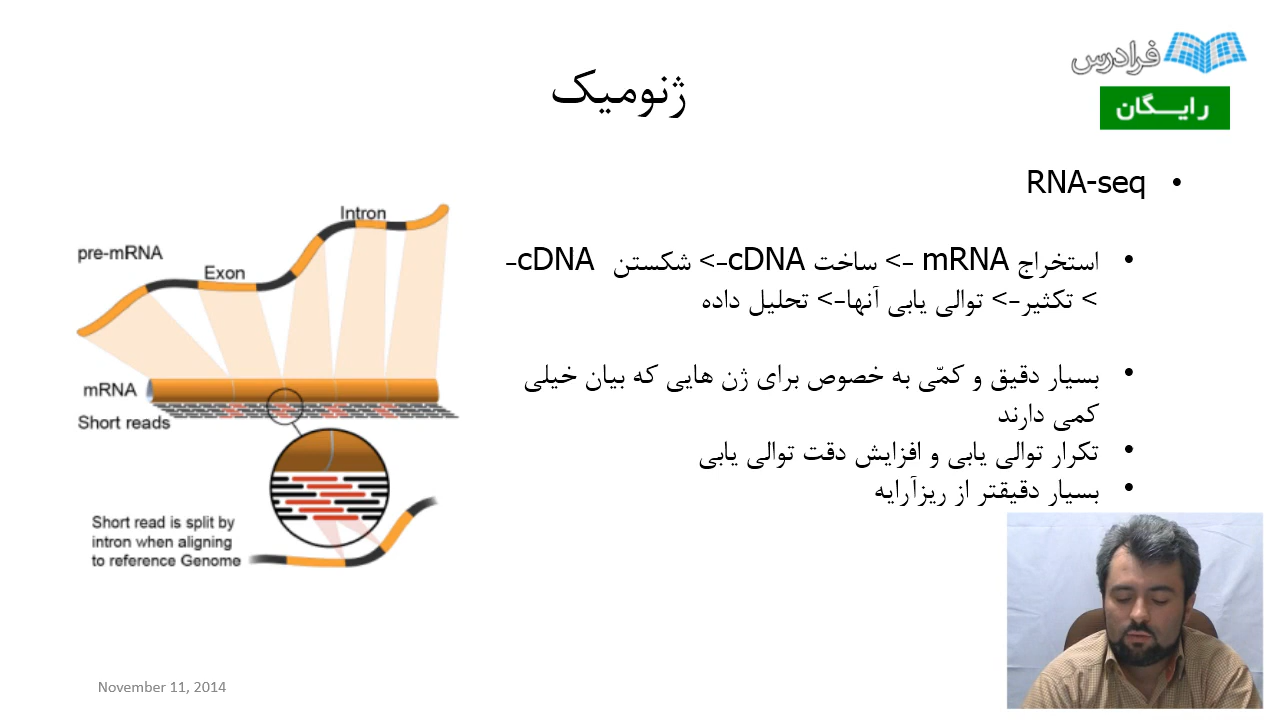 فرادرس
رایگان
ژنومیک
• RNA-seq
• استخراج mRNA -> ساخت cDNA-> شکستن cDNA-
> تکثیر-> توالی یابی آنها-> تحلیل داده
• بسیار دقیق و کمّی به خصوص برای ژن هایی که بیان خیلی
کمی دارند
• تکرار توالی یابی و افزایش دقت توالی یابی
• بسیار دقیقتر از ریزآرایه
Intron
pre-mRNA
Exon
mRNA
Short reads
Short read is split by
intron when aligning
to reference Genome
November 11, 2014